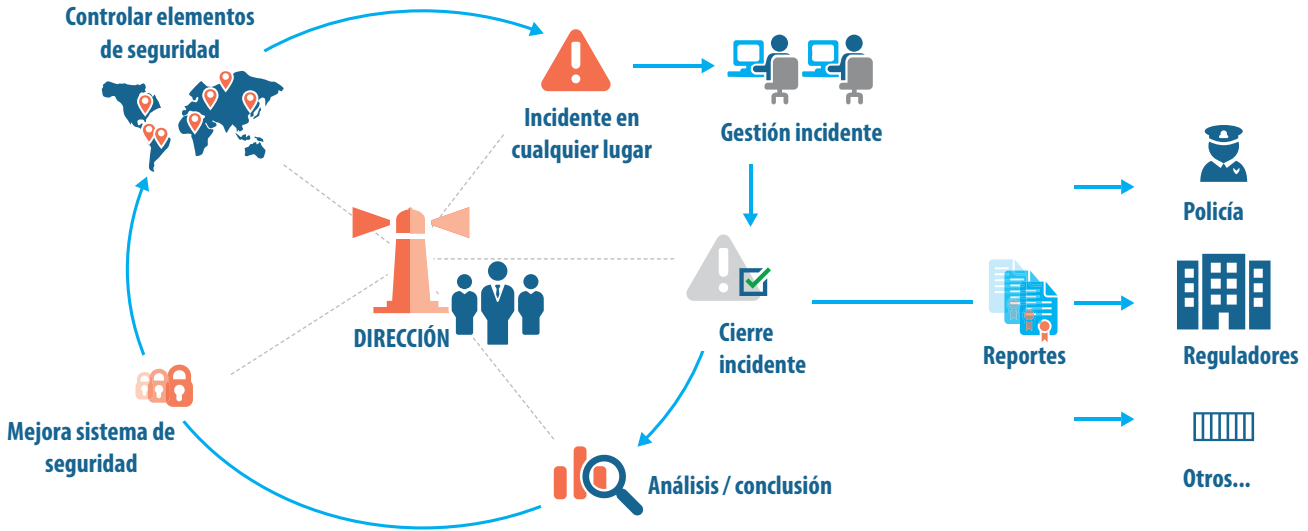 Controlar elementos
de seguridad
Incidente en
cualquier lugar
Gestión incidente
Policía
DIRECCIÓN
Cierre
incidente
Reportes
Reguladores
Mejora sistema de
seguridad
Análisis / conclusión
Otros...